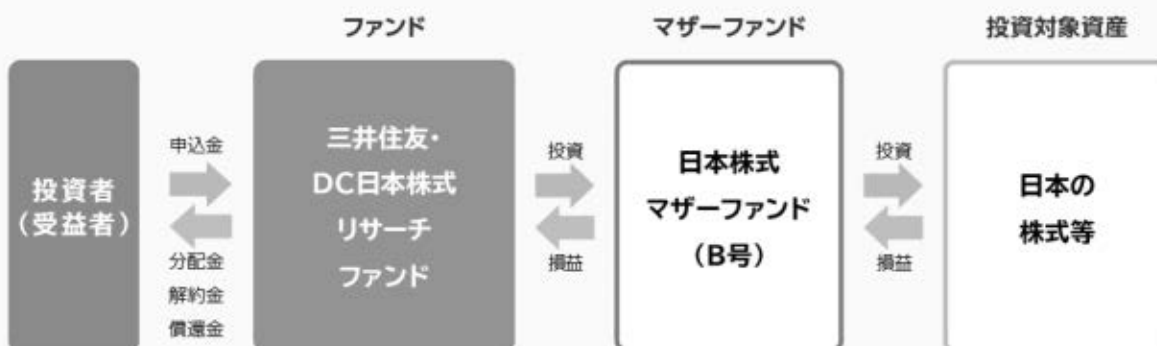 ファンド
マザーファンド
投資対象資産
投資者
（受益者）
申込金
分配金
解約金
償還金
三井住友・
DC日本株式
リサーチ
ファンド
投資
損益
日本株式
マザーファンド
（B号）
投資
損益
日本の
株式等